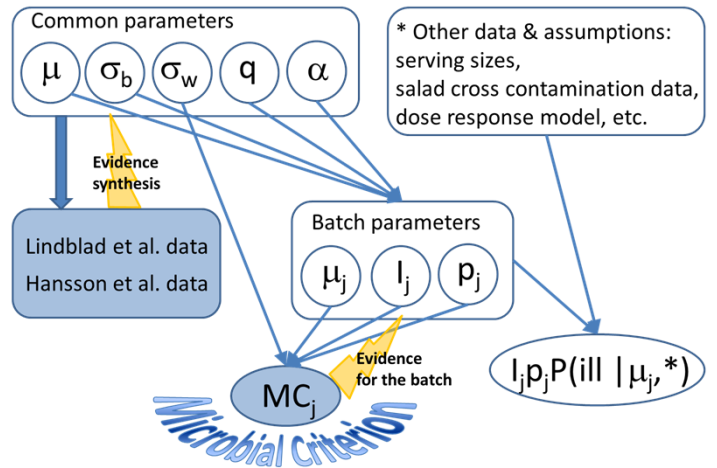 Common parameters
μ σb σw q α
* Other data & assumptions:
serving sizes,
salad cross contamination data,
dose response model, etc.
Evidence
synthesis
Lindblad et al. data
Hansson et al. data
Batch parameters
μj Ij pj
Evidence
for the batch
MCj
Microbial Criterion
IjpjP(ill | μj,*)